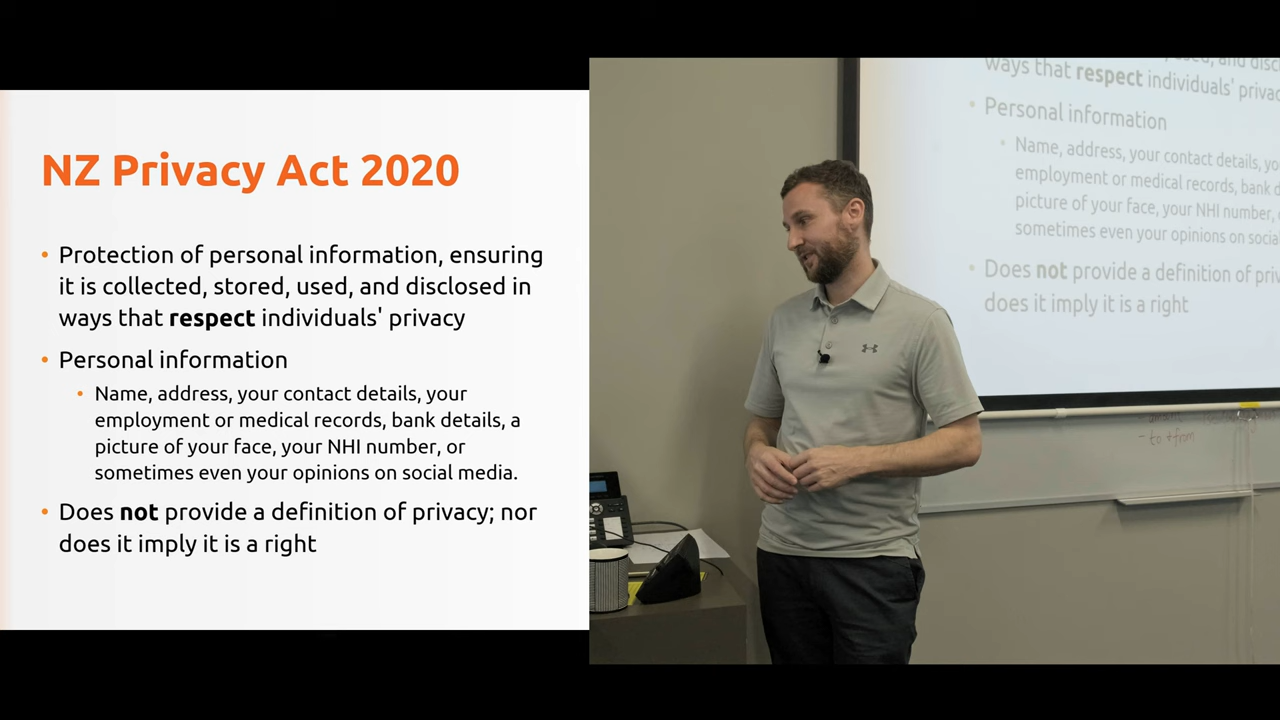 NZ Privacy Act 2020
• Protection of personal information, ensuring
it is collected, stored, used, and disclosed in
ways that respect individuals' privacy
• Personal information
• Name, address, your contact details, your
employment or medical records, bank details, a
picture of your face, your NHI number, or
sometimes even your opinions on social media.
• Does not provide a definition of privacy; nor
does it imply it is a right
ways that respect individuals'
• Personal information
• Name, address, your contact details,
employment or medical records, bank
picture of your face, your NHI number,
sometimes even your opinions on social
• Does not provide a definition of
does it imply it is a right
- to + from